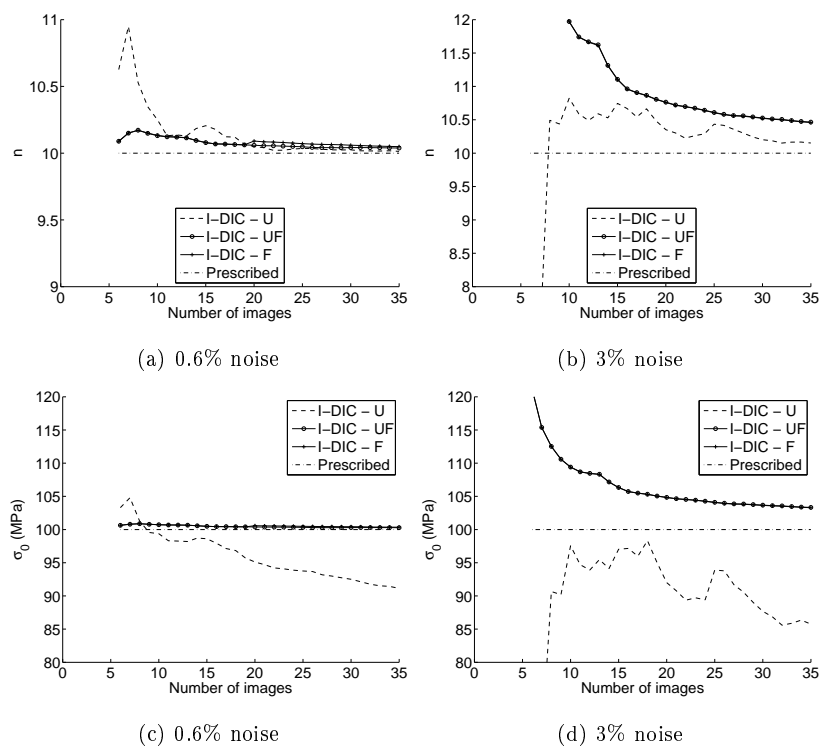 11
10.5
10
9.5
9
n
0 5 10 15 20 25 30 35
Number of images
I−DIC − U
I−DIC − UF
I−DIC − F
Prescribed
(a) 0.6% noise
12
11.5
11
10.5
10
9.5
9
8.5
8
n
0 5 10 15 20 25 30 35
Number of images
I−DIC − U
I−DIC − UF
I−DIC − F
Prescribed
(b) 3% noise
120
115
110
105
100
95
90
85
80
σ0 (MPa)
0 5 10 15 20 25 30 35
Number of images
I−DIC − U
I−DIC − UF
I−DIC − F
Prescribed
(c) 0.6% noise
120
115
110
105
100
95
90
85
80
σ0 (MPa)
0 5 10 15 20 25 30 35
Number of images
I−DIC − U
I−DIC − UF
I−DIC − F
Prescribed
(d) 3% noise